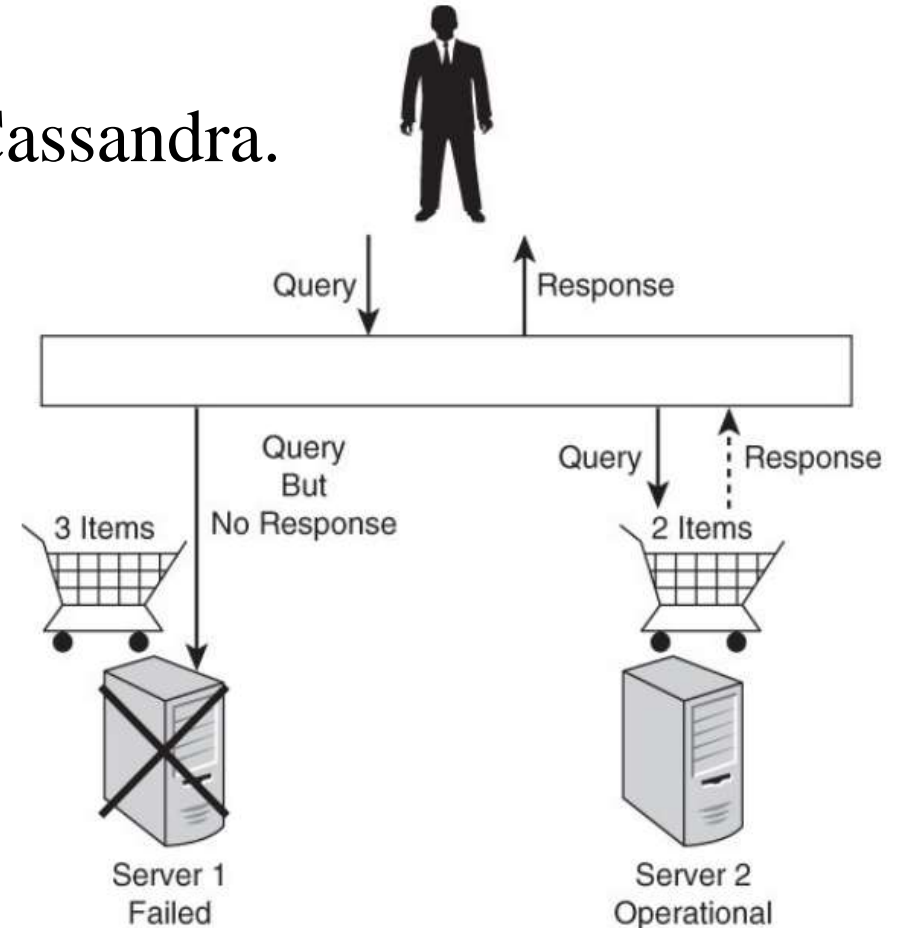 Cassandra.
Query
Response
Query
But
No Response
Query
Response
3 Items
2 Items
Server 1
Failed
Server 2
Operational